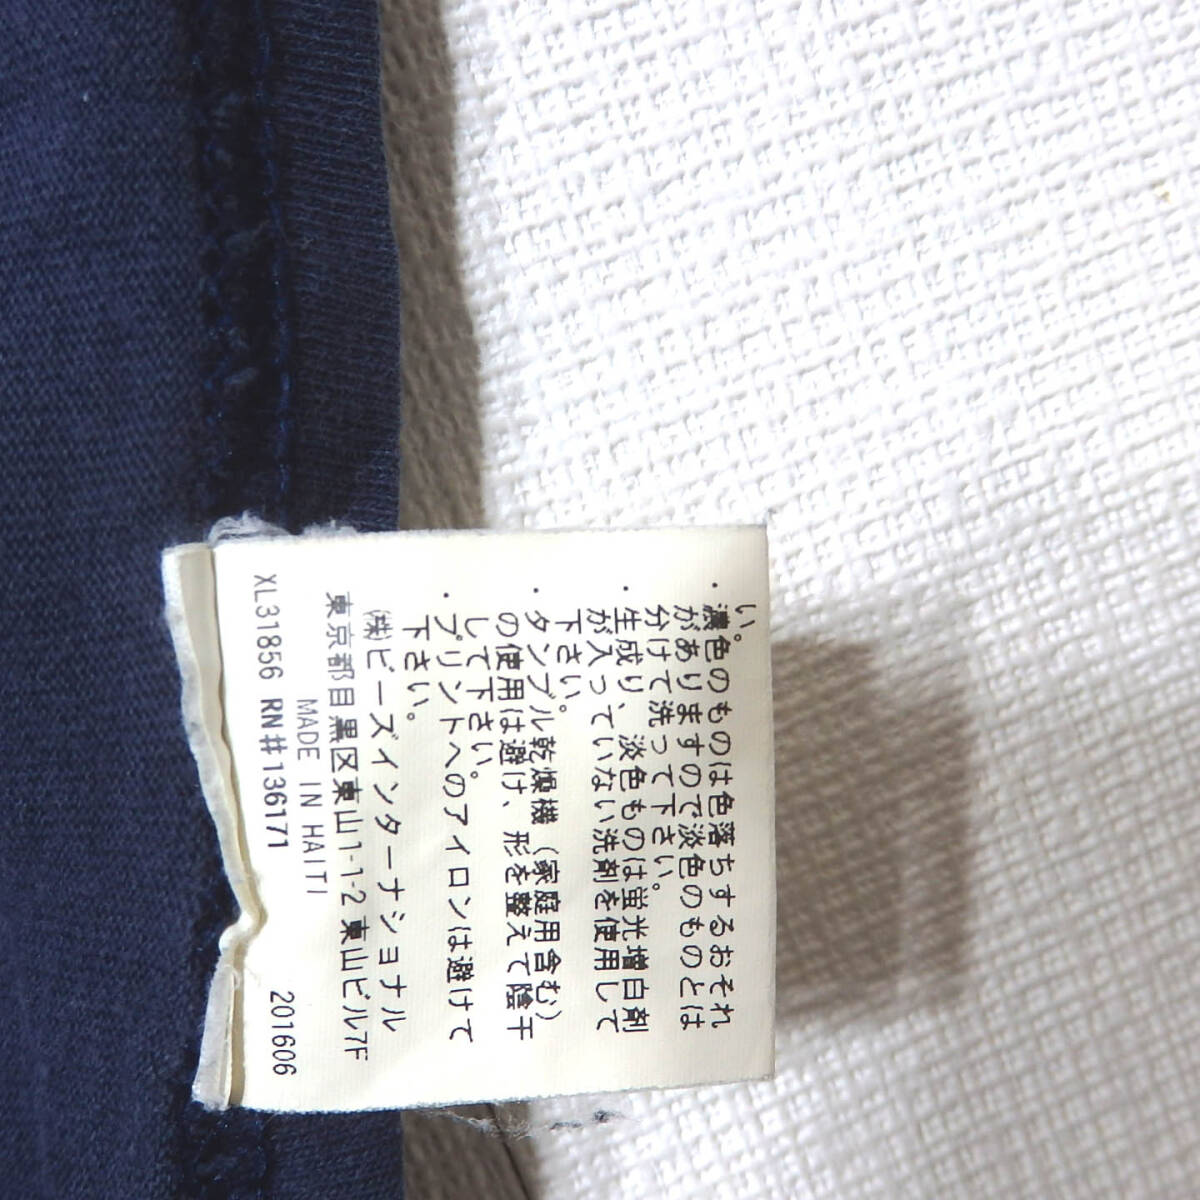 い。
・濃色のものは色落ちするおそれ
がありますので淡色のものとは
分けて洗って下さい。
・生成り、淡色ものは蛍光増白剤
が入っていない洗剤を使用して
下さい。
・タンブル乾燥機（家庭用含む）
の使用は避け、形を整えて陰干
して下さい。
・プリントへのアイロンは避けて
下さい。
㈱ビーズインターナショナル
東京都目黒区東山1-1-2 東山ビル7F
MADE IN HAITI
XL31856 RN#136171 201606